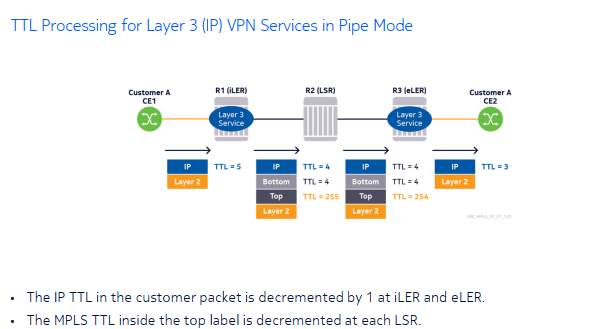 TTL Processing for Layer 3 (IP) VPN Services in Pipe Mode
Customer A
CE1
R1 (iLER)
R2 (LSR)
R3 (eLER)
Customer A
CE2
Layer 3
Service
Layer 3
Service
IP TTL = 5 IP TTL = 4 IP TTL = 4 IP TTL = 3
Layer 2 Bottom TTL = 4 Bottom TTL = 4 Layer 2
Top TTL = 255 Top TTL = 254
Layer 2 Layer 2
• The IP TTL in the customer packet is decremented by 1 at iLER and eLER.
• The MPLS TTL inside the top label is decremented at each LSR.